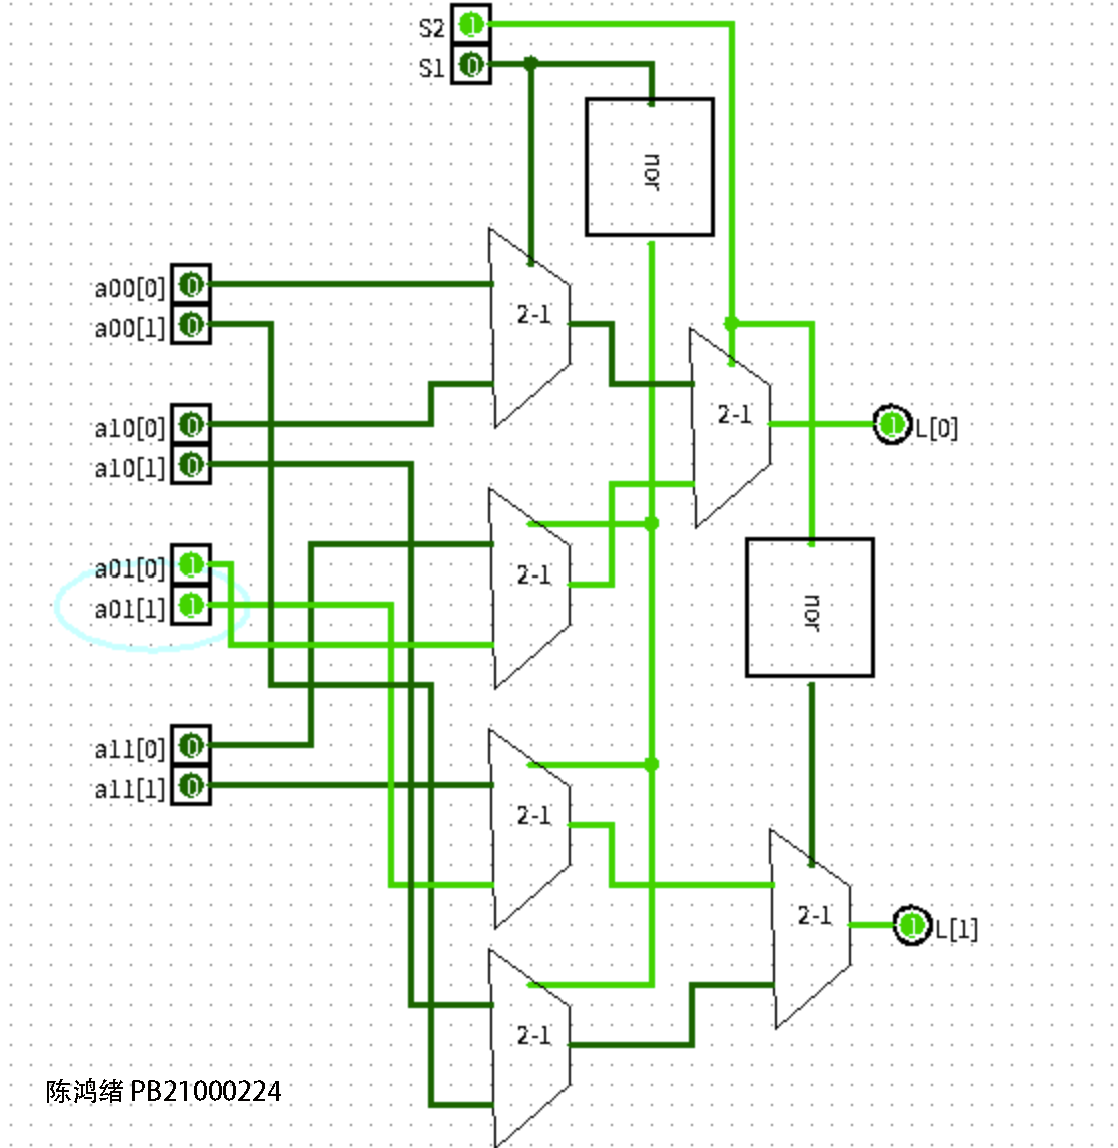 S2 1
S1 0
nor
2-1
a00[0] 0
a00[1] 0
2-1
a10[0] 0
a10[1] 0
1 L[0]
a01[0] 1
a01[1] 1
2-1
nor
a11[0] 0
a11[1] 0
2-1
2-1
1 L[1]
2-1
陈鸿绪 PB21000224